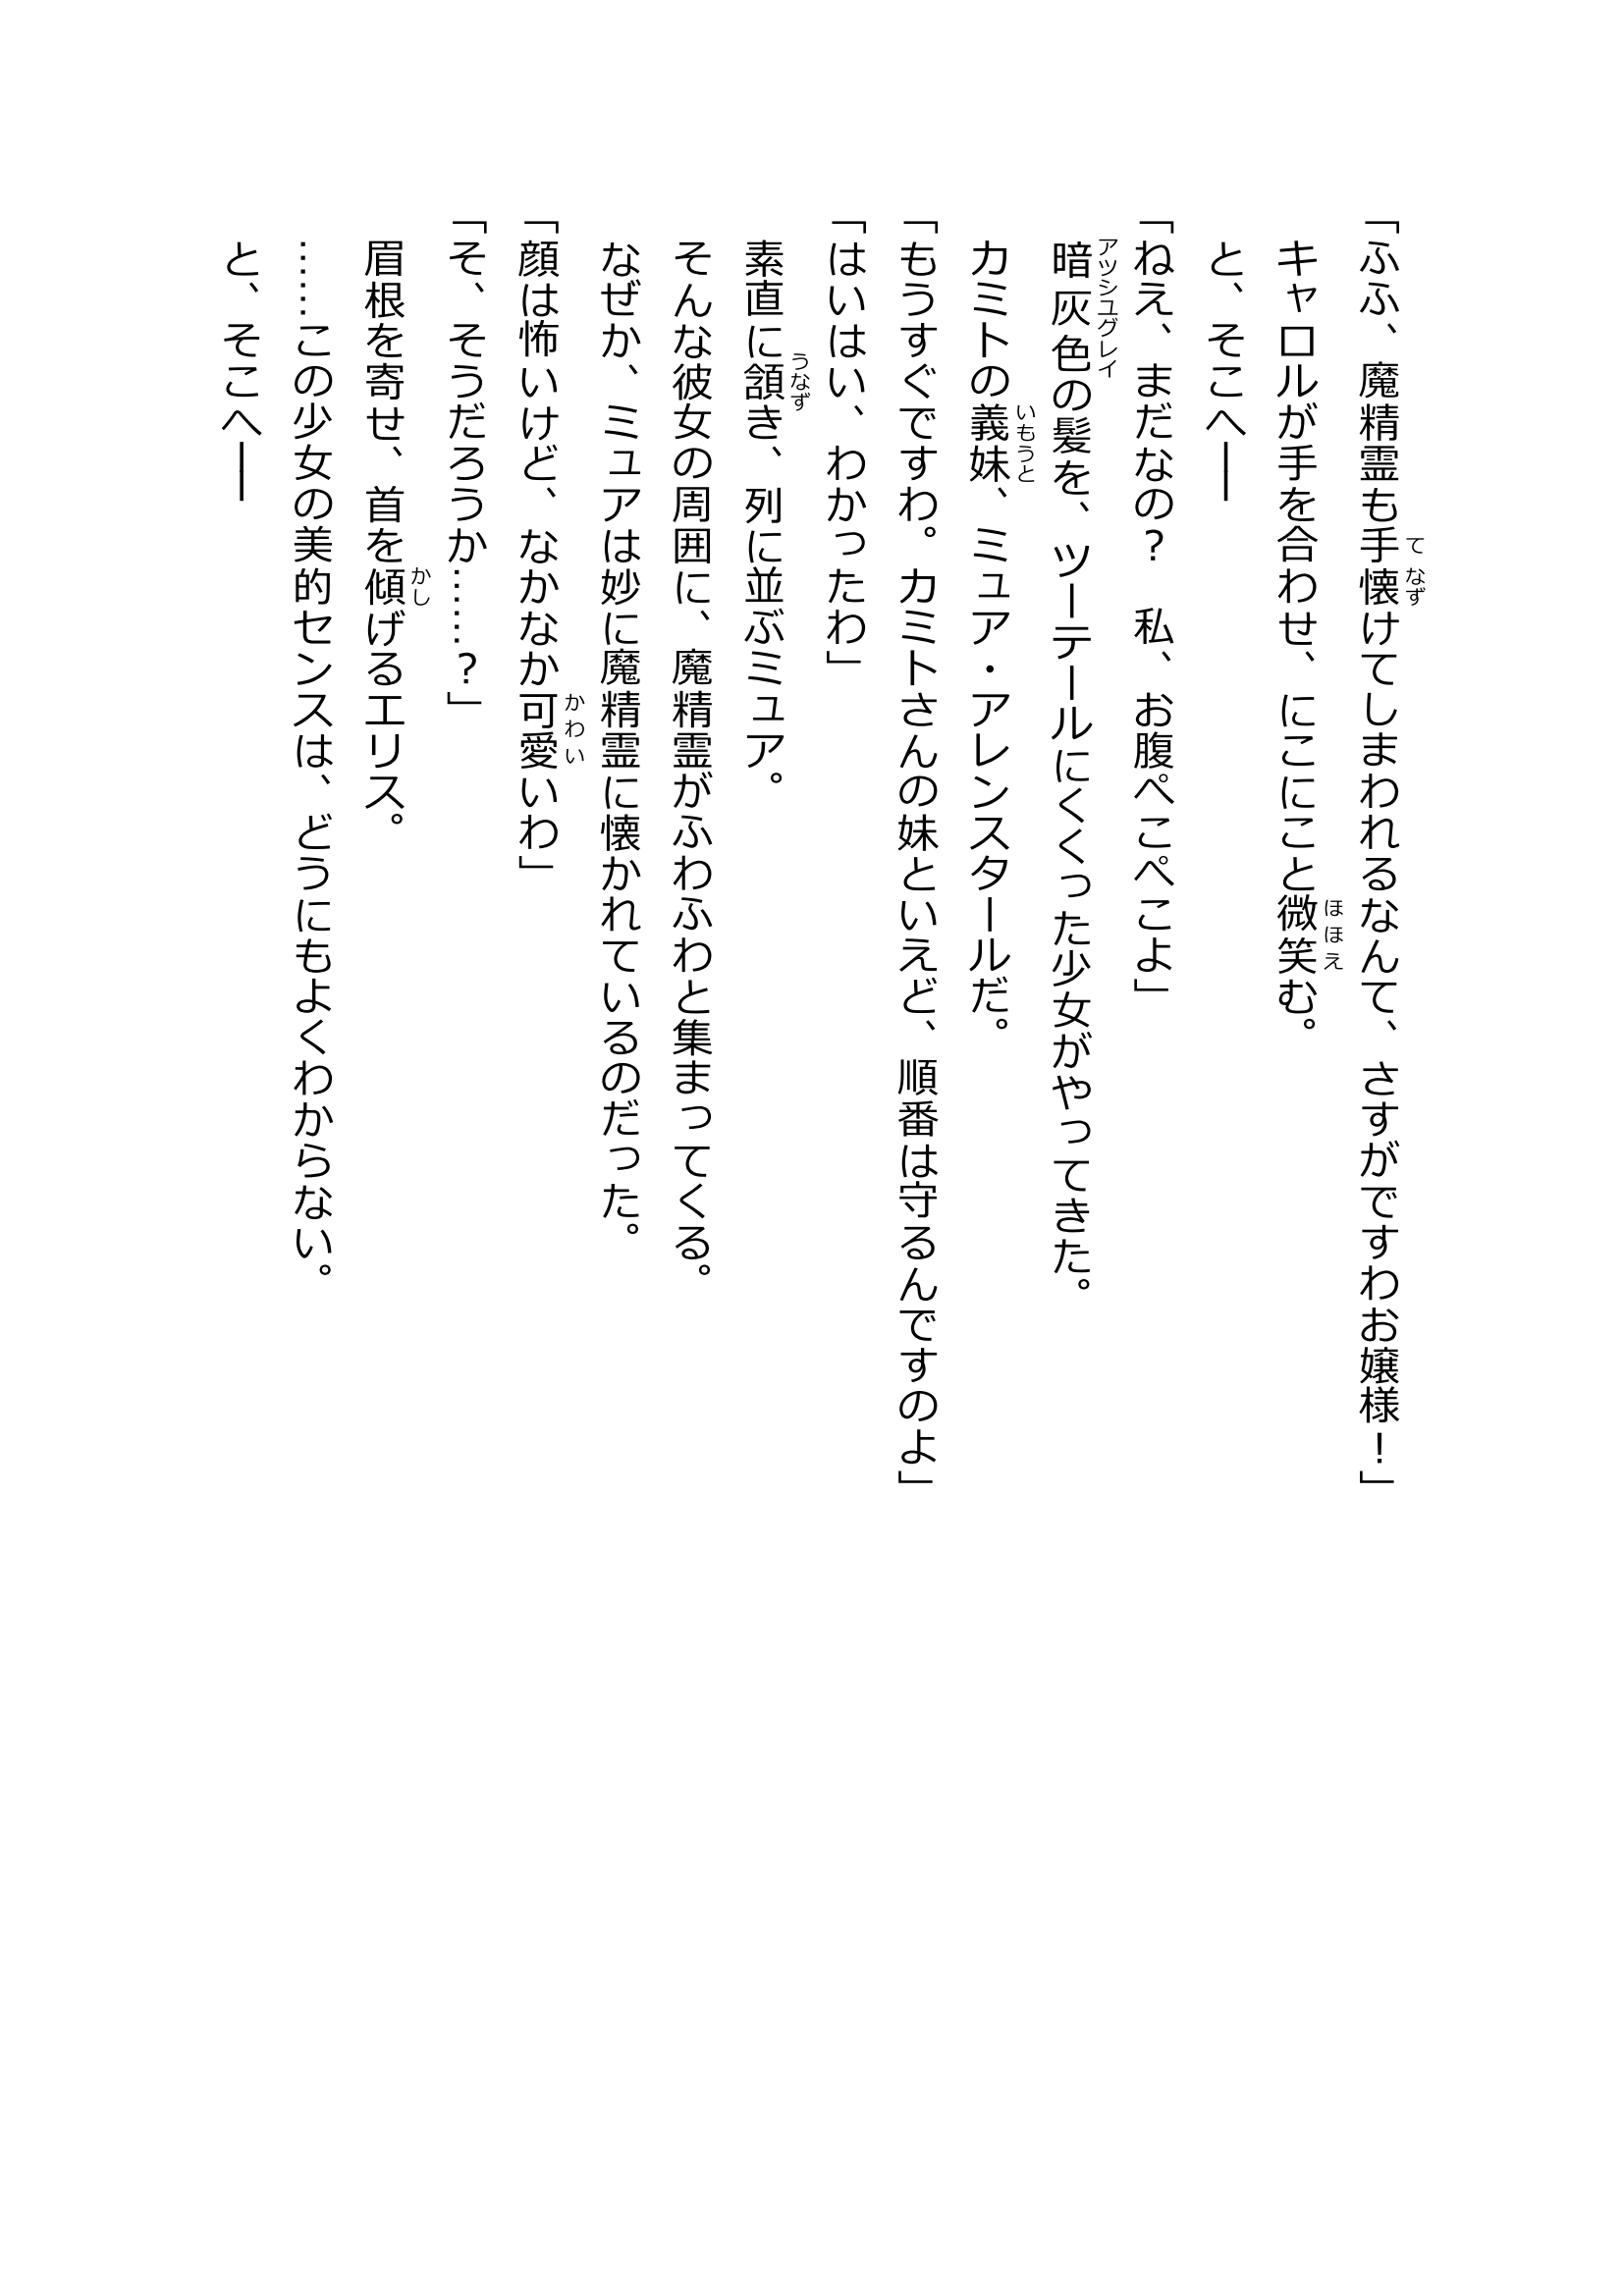 「ふふ、魔精霊も手懐けてしまわれるなんて、さすがですわお嬢様！」
キャロルが手を合わせ、にこにこと微笑む。
と、そこへ――
「ねえ、まだなの？　私、お腹ぺこぺこよ」
暗灰色の髪を、ツーテールにくくった少女がやってきた。
カミトの義妹、ミュア・アレンスタールだ。
「もうすぐですわ。カミトさんの妹といえど、順番は守るんですのよ」
「はいはい、わかったわ」
素直に頷き、列に並ぶミュア。
そんな彼女の周囲に、魔精霊がふわふわと集まってくる。
なぜか、ミュアは妙に魔精霊に懐かれているのだった。
「顔は怖いけど、なかなか可愛いわ」
「そ、そうだろうか……？」
眉根を寄せ、首を傾げるエリス。
……この少女の美的センスは、どうにもよくわからない。
と、そこへ――